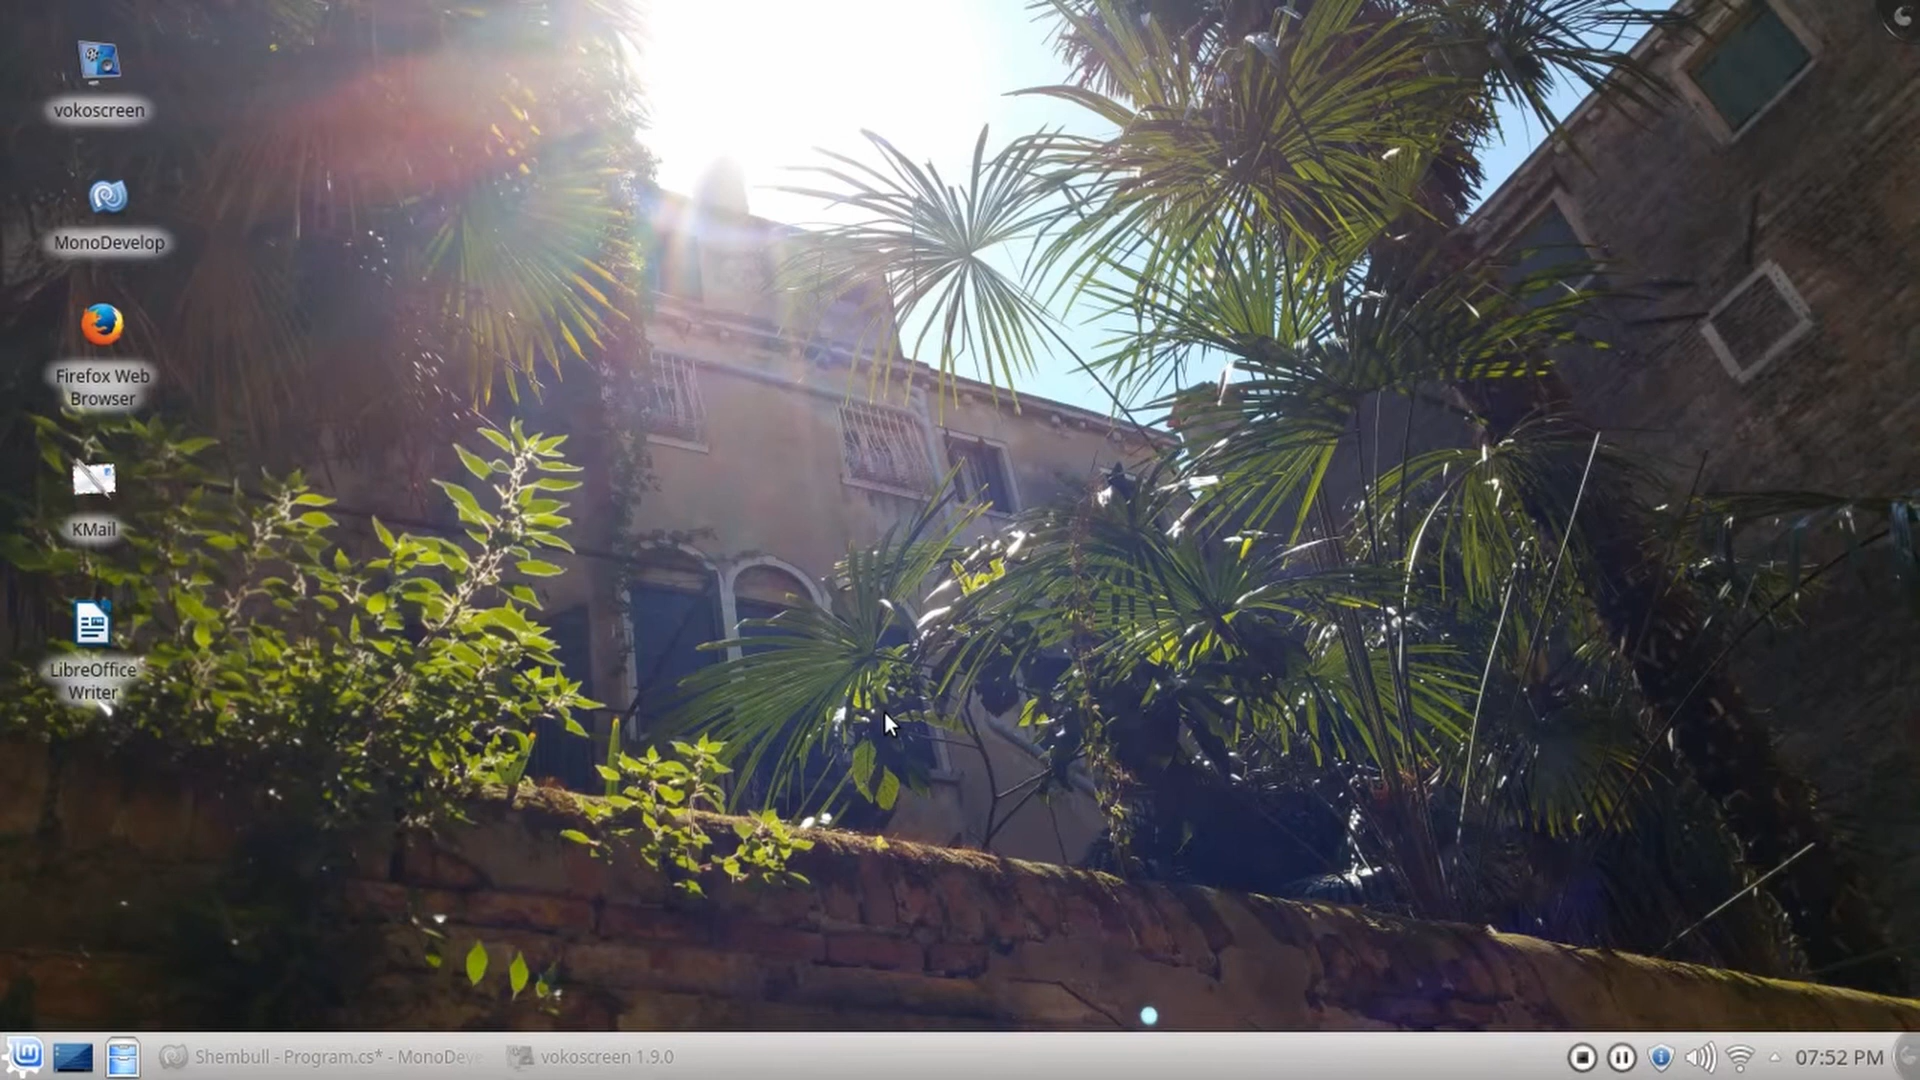 vokoscreen
MonoDevelop
Firefox Web
Browser
KMail
LibreOffice
Writer
Shembull - Program.cs* - MonoDeve
vokoscreen 1.9.0
07:52 PM